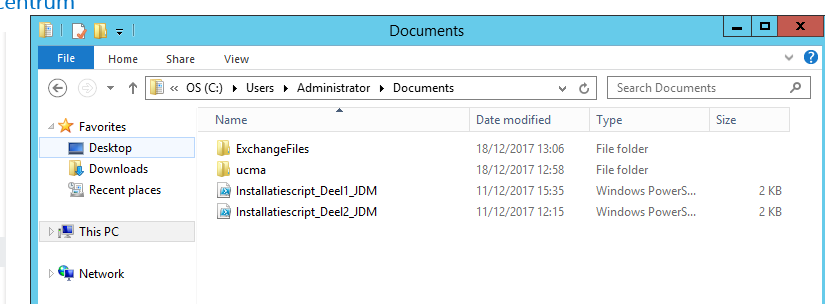 centrum
Documents
File Home Share View
« OS (C:) Users Administrator Documents Search Documents
Favorites
Desktop
Downloads
Recent places
This PC
Network
Name Date modified Type Size
ExchangeFiles 18/12/2017 13:06 File folder
ucma 18/12/2017 12:58 File folder
Installatiescript_Deel1_JDM 11/12/2017 15:35 Windows PowerS... 2 KB
Installatiescript_Deel2_JDM 11/12/2017 12:15 Windows PowerS... 2 KB